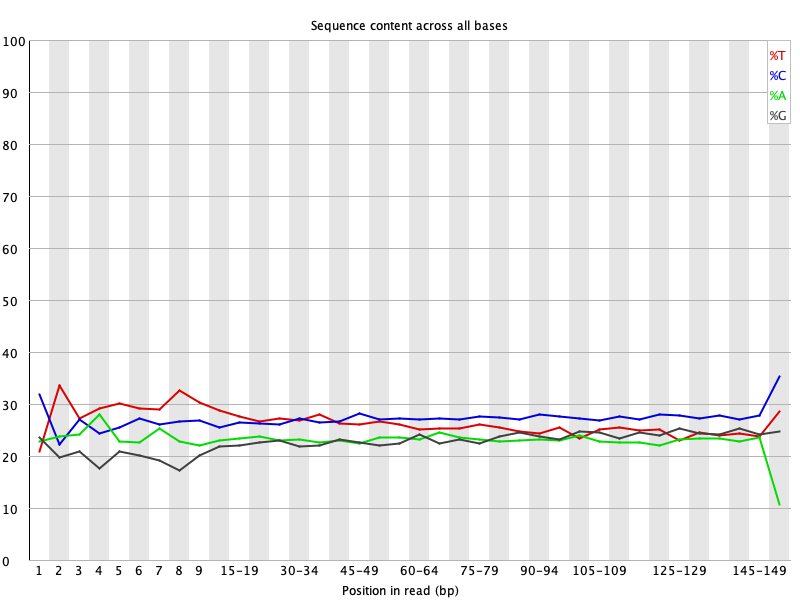 Sequence content across all bases
100
90
80
70
60
50
40
30
20
10
0
%T
%C
%A
%G
1 2 3 4 5 6 7 8 9 15-19 30-34 45-49 60-64 75-79 90-94 105-109 125-129 145-149
Position in read (bp)